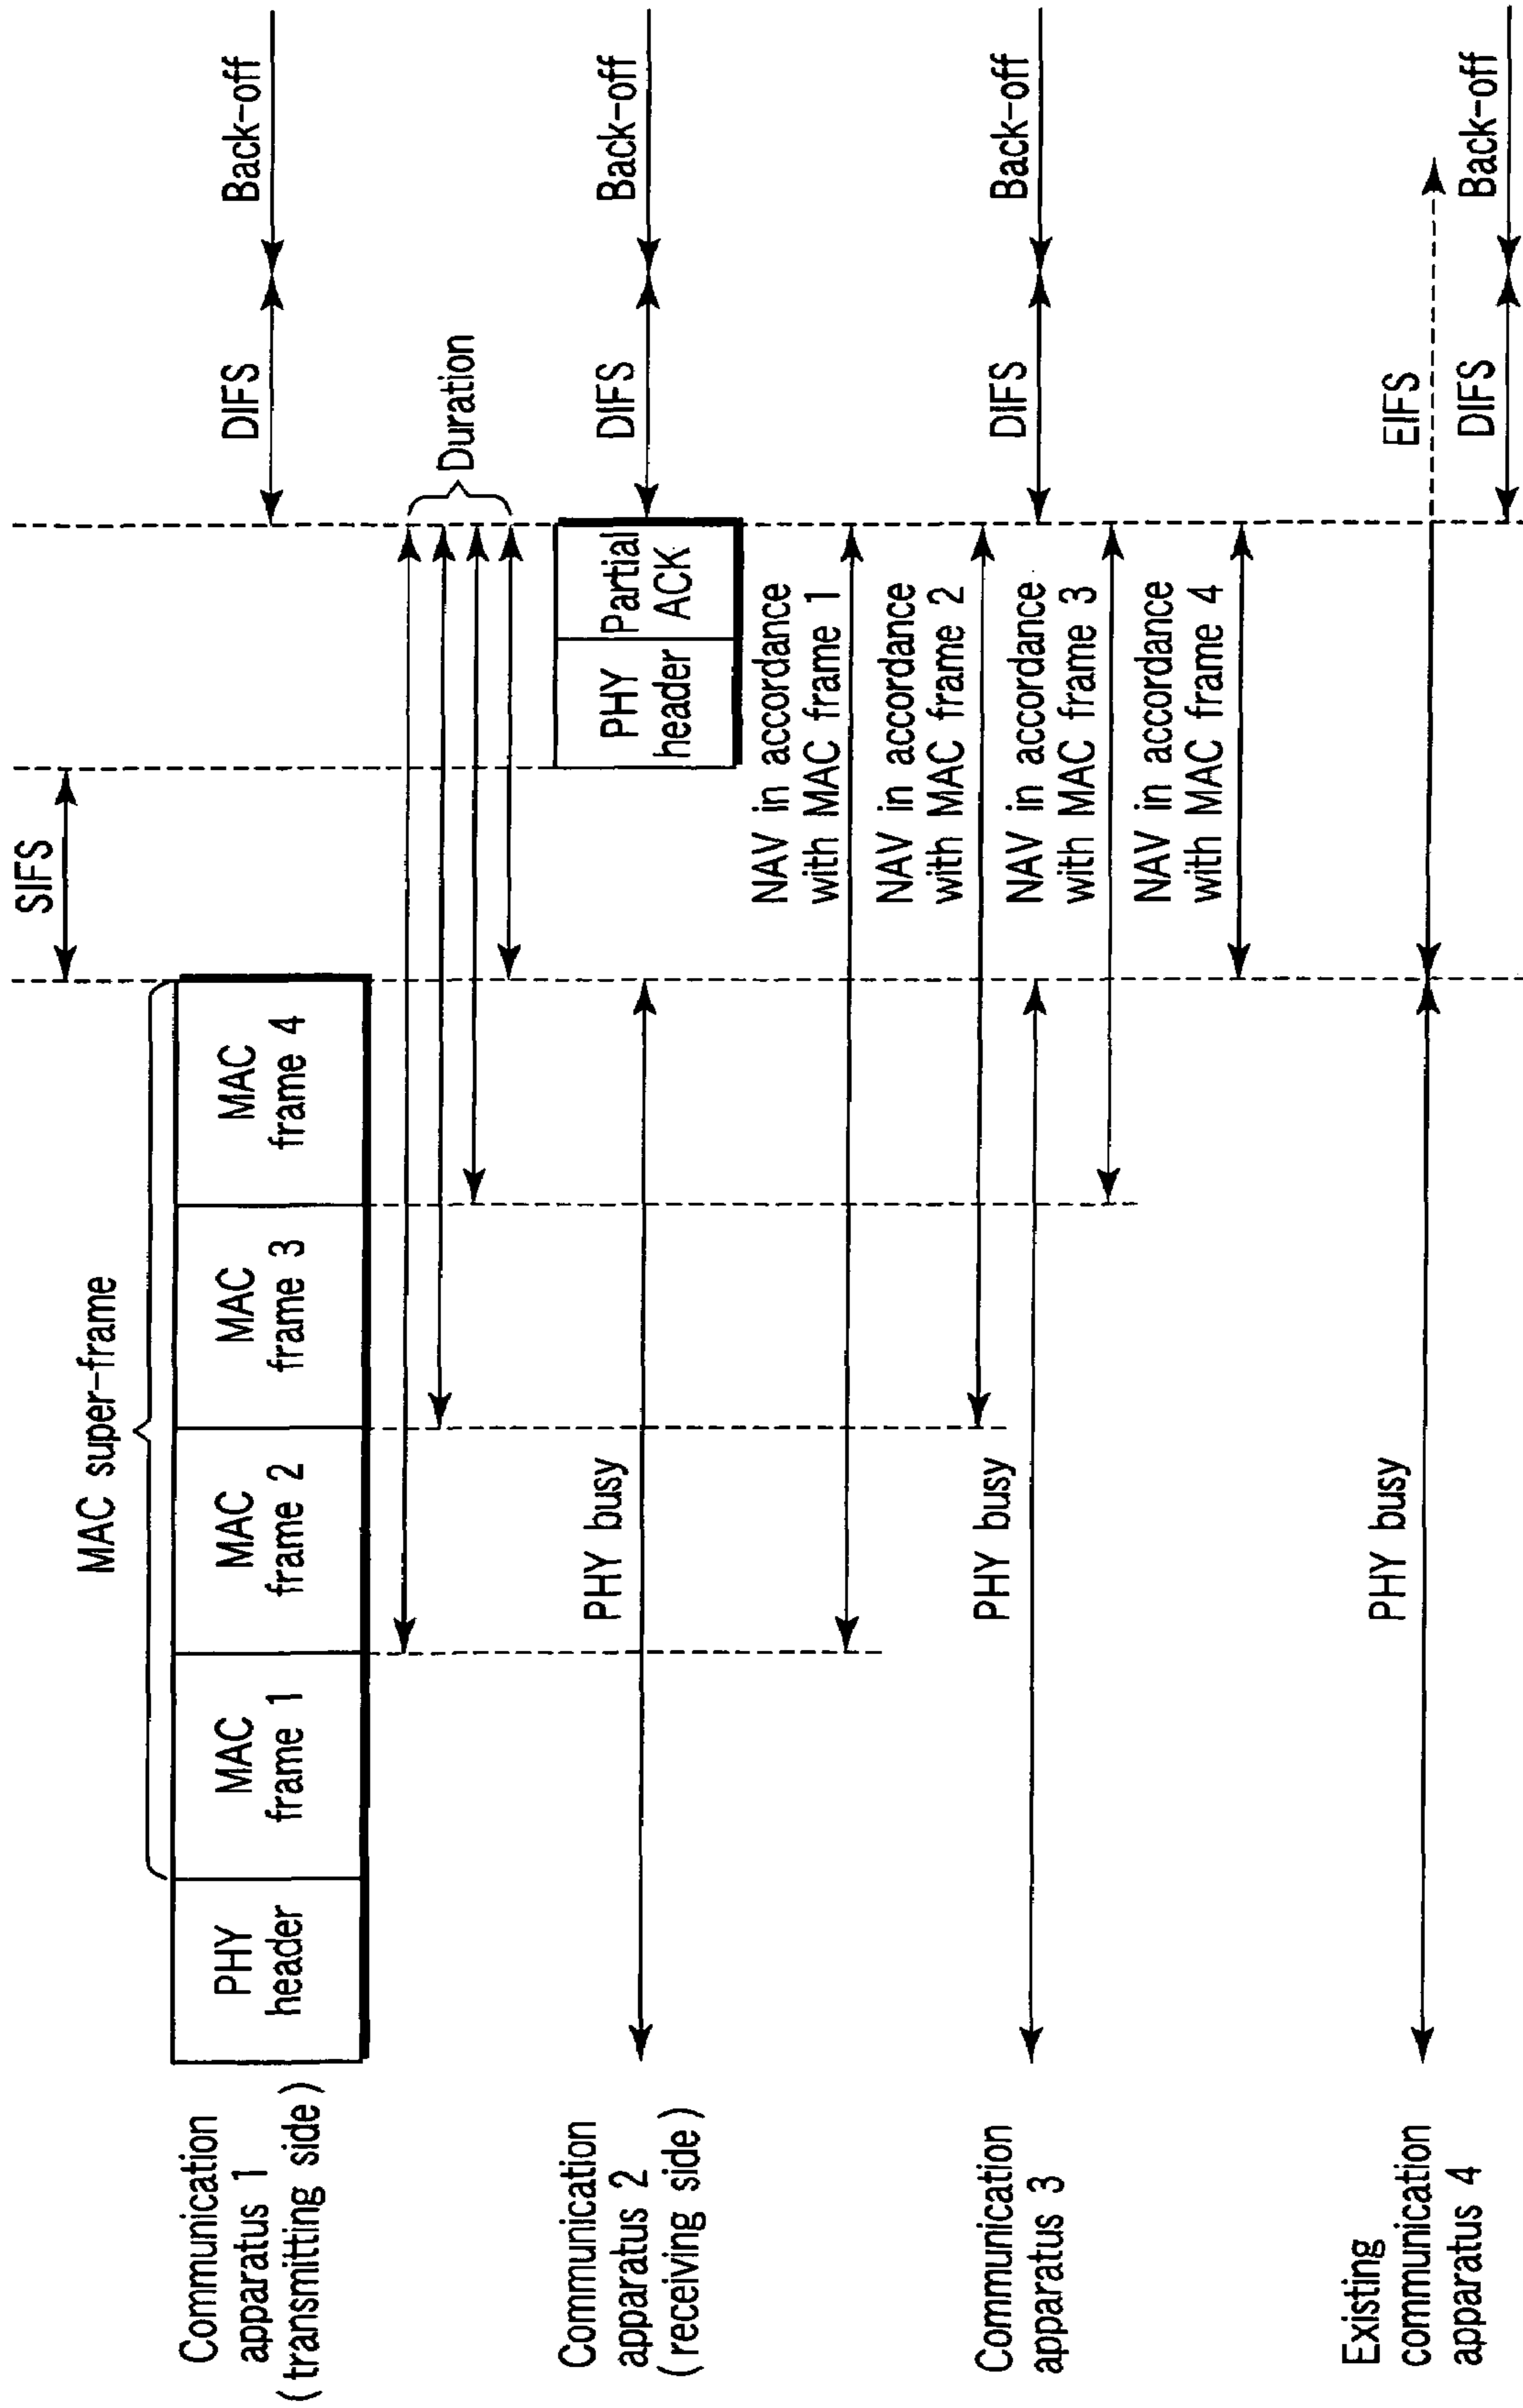 SIFS
MAC super-frame
Communication
apparatus 1
(transmitting side)
PHY
header
MAC
frame 1
MAC
frame 2
MAC
frame 3
MAC
frame 4
DIFS
Back-off
Duration
Communication
apparatus 2
(receiving side)
PHY busy
PHY
header
Partial
ACK
DIFS
Back-off
NAV in accordance
with MAC frame 1
NAV in accordance
with MAC frame 2
NAV in accordance
with MAC frame 3
NAV in accordance
with MAC frame 4
Communication
apparatus 3
PHY busy
DIFS
Back-off
Existing
communication
apparatus 4
PHY busy
EIFS
DIFS
Back-off